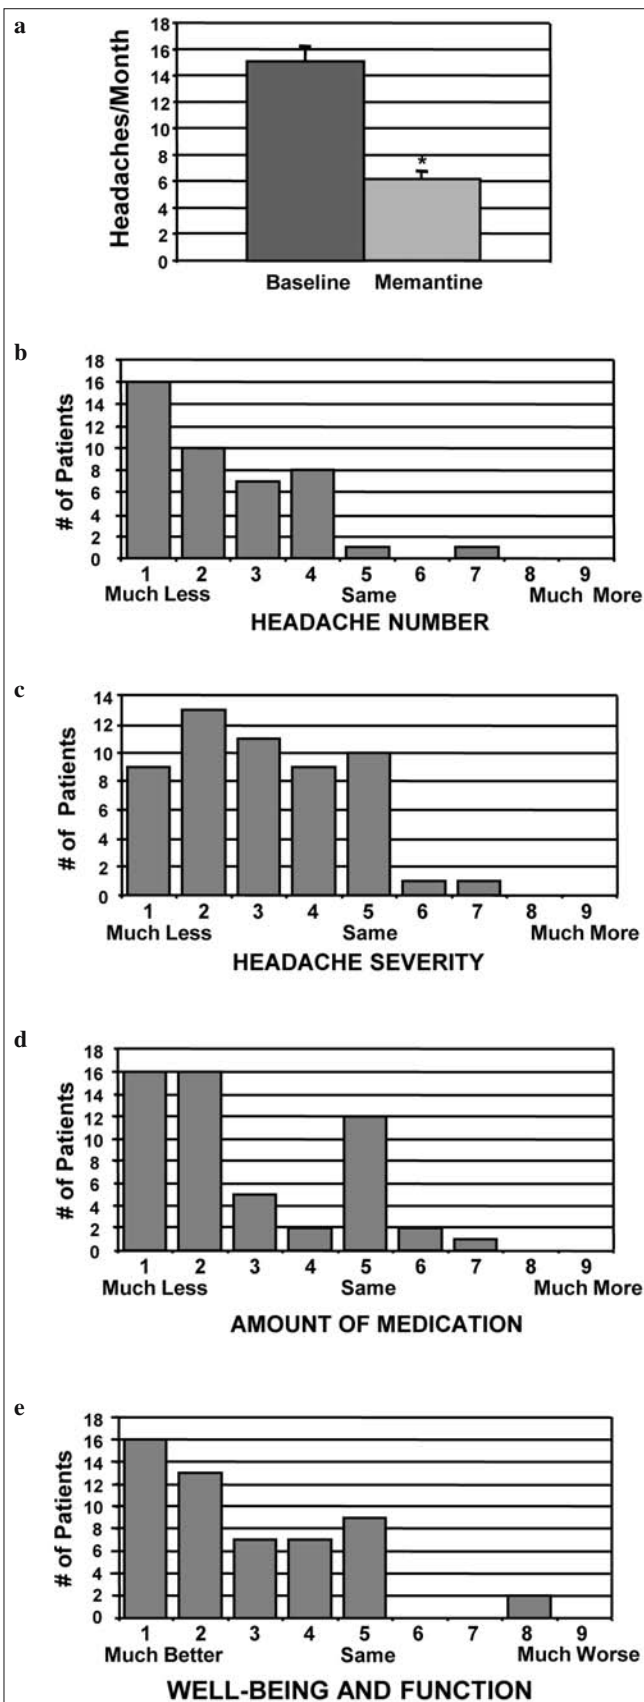 a
Headaches/Month
18
16
14
12
10
8
6
4
2
0
*
Baseline Memantine
b
# of Patients
18
16
14
12
10
8
6
4
2
0
1 2 3 4 5 6 7 8 9
Much Less Same Much More
HEADACHE NUMBER
c
# of Patients
14
12
10
8
6
4
2
0
1 2 3 4 5 6 7 8 9
Much Less Same Much More
HEADACHE SEVERITY
d
# of Patients
18
16
14
12
10
8
6
4
2
0
1 2 3 4 5 6 7 8 9
Much Less Same Much More
AMOUNT OF MEDICATION
e
# of Patients
18
16
14
12
10
8
6
4
2
0
1 2 3 4 5 6 7 8 9
Much Better Same Much Worse
WELL-BEING AND FUNCTION